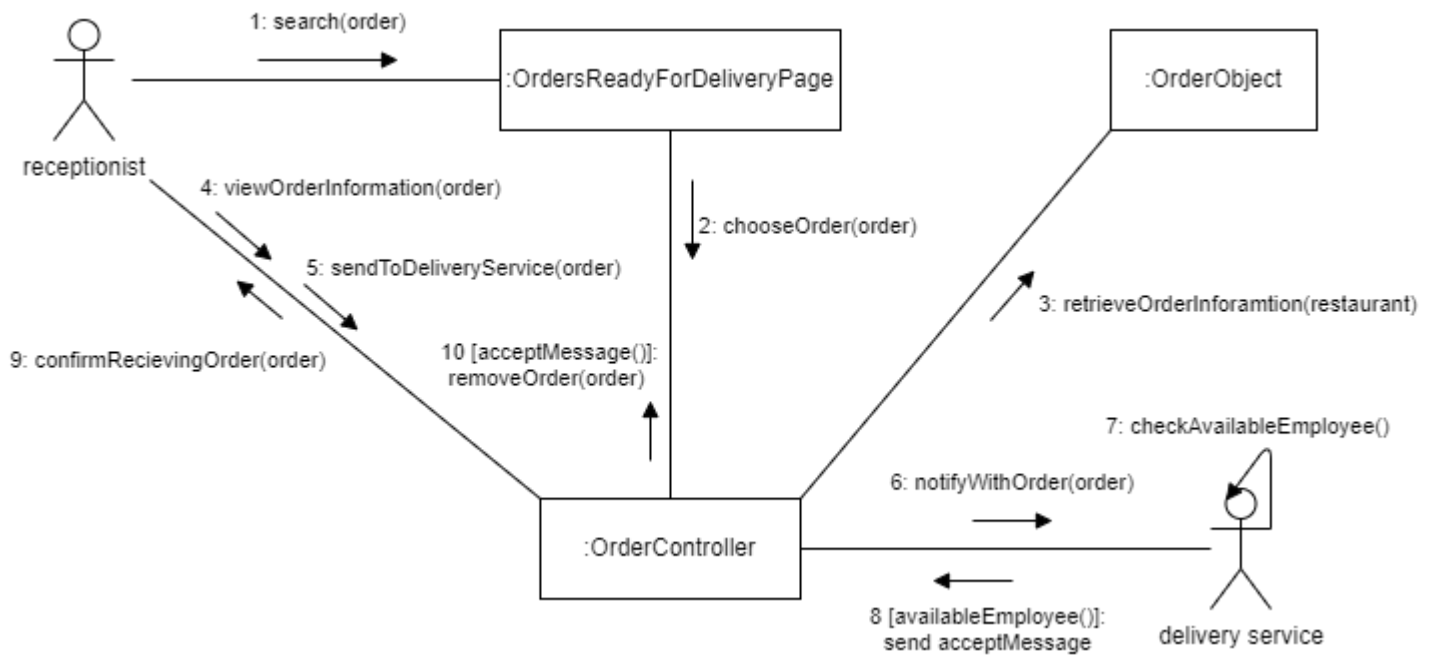 1: search(order)
:OrdersReadyForDeliveryPage
:OrderObject
receptionist
4: viewOrderInformation(order)
2: chooseOrder(order)
5: sendToDeliveryService(order)
3: retrieveOrderInforamtion(restaurant)
9: confirmRecievingOrder(order)
10 [acceptMessage()]:
removeOrder(order)
7: checkAvailableEmployee()
6: notifyWithOrder(order)
:OrderController
8 [availableEmployee()]:
send acceptMessage
delivery service